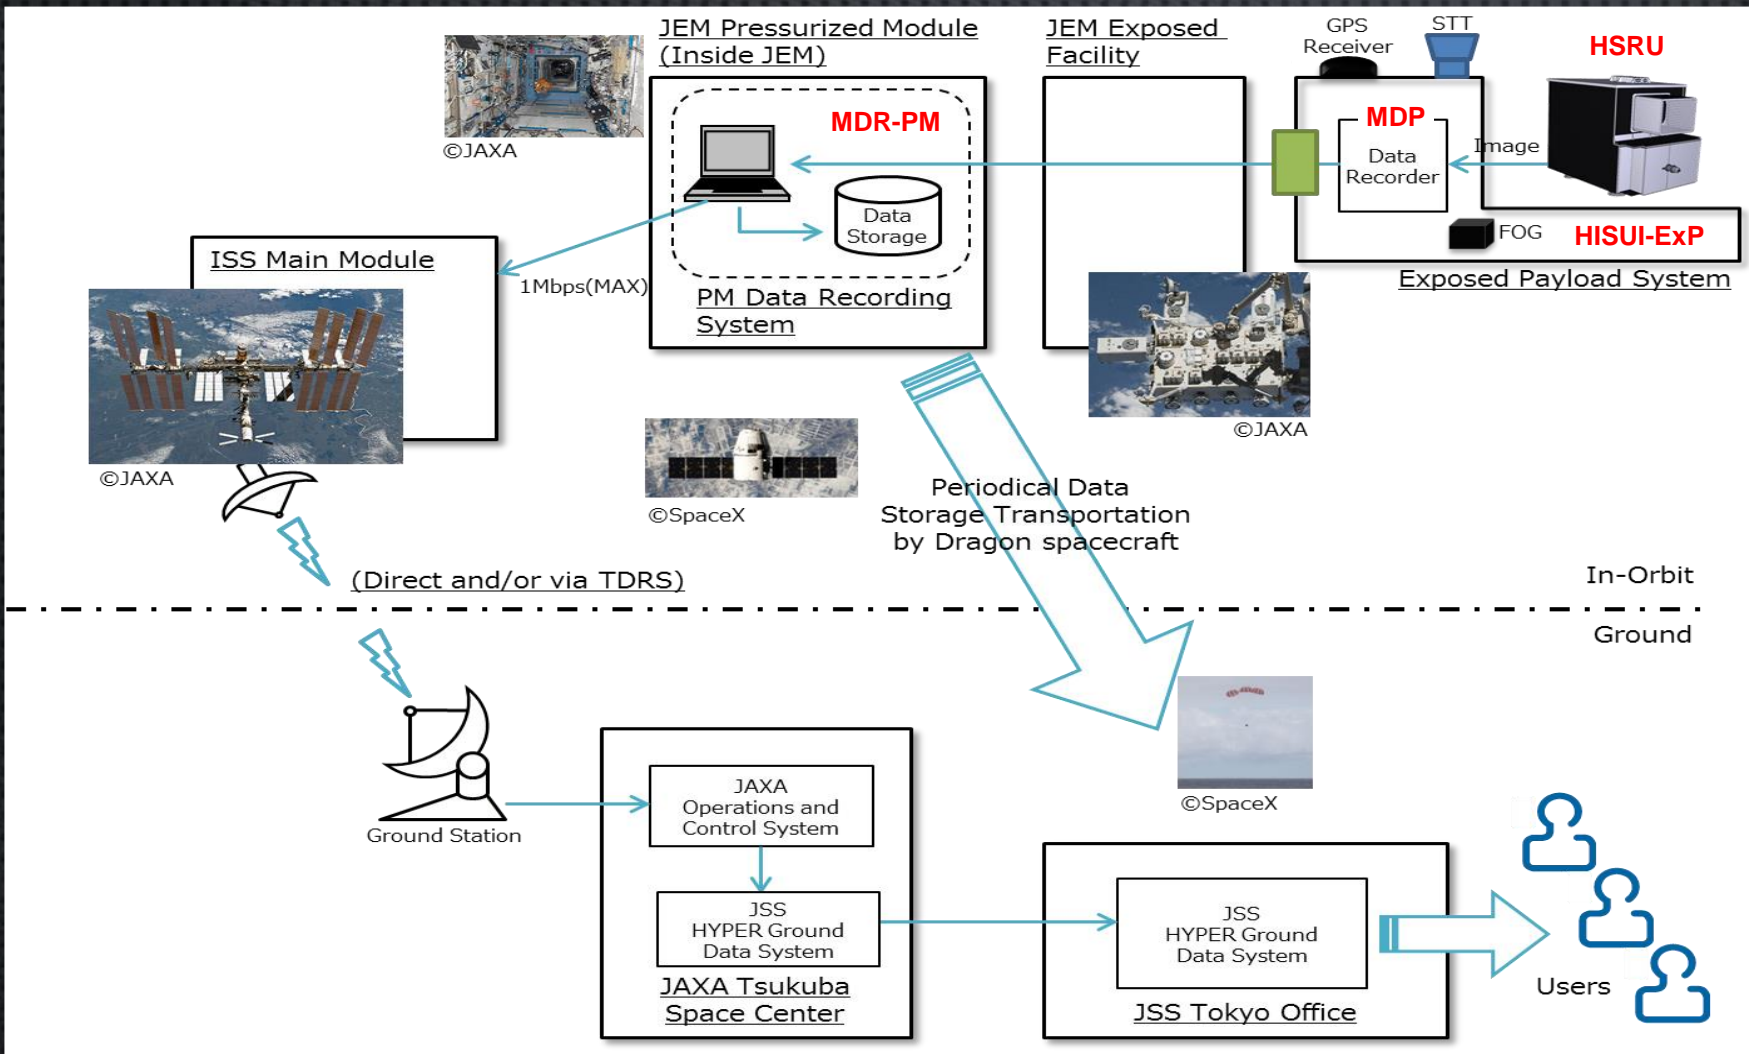 JEM Pressurized Module
(Inside JEM)
JEM Exposed
Facility
GPS
Receiver
STT
HSRU
©JAXA
MDR-PM
MDP
Data
Recorder
Image
Data
Storage
FOG
HISUI-ExP
Exposed Payload System
ISS Main Module
1Mbps(MAX)
PM Data Recording
System
©JAXA
©JAXA
©SpaceX
Periodical Data
Storage Transportation
by Dragon spacecraft
(Direct and/or via TDRS)
In-Orbit
Ground
©SpaceX
Ground Station
JAXA
Operations and
Control System
JSS
HYPER Ground
Data System
JAXA Tsukuba
Space Center
JSS
HYPER Ground
Data System
JSS Tokyo Office
Users